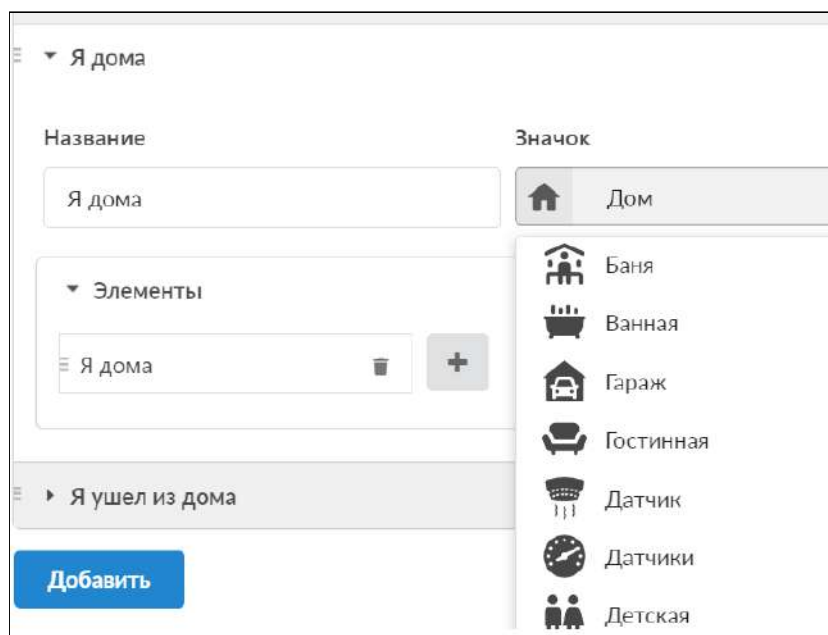 Я дома
Название
Значок
Я дома
Дом
Элементы
Я дома
Баня
Ванная
Гараж
Гостинная
Датчик
Датчики
Детская
Я ушел из дома
Добавить